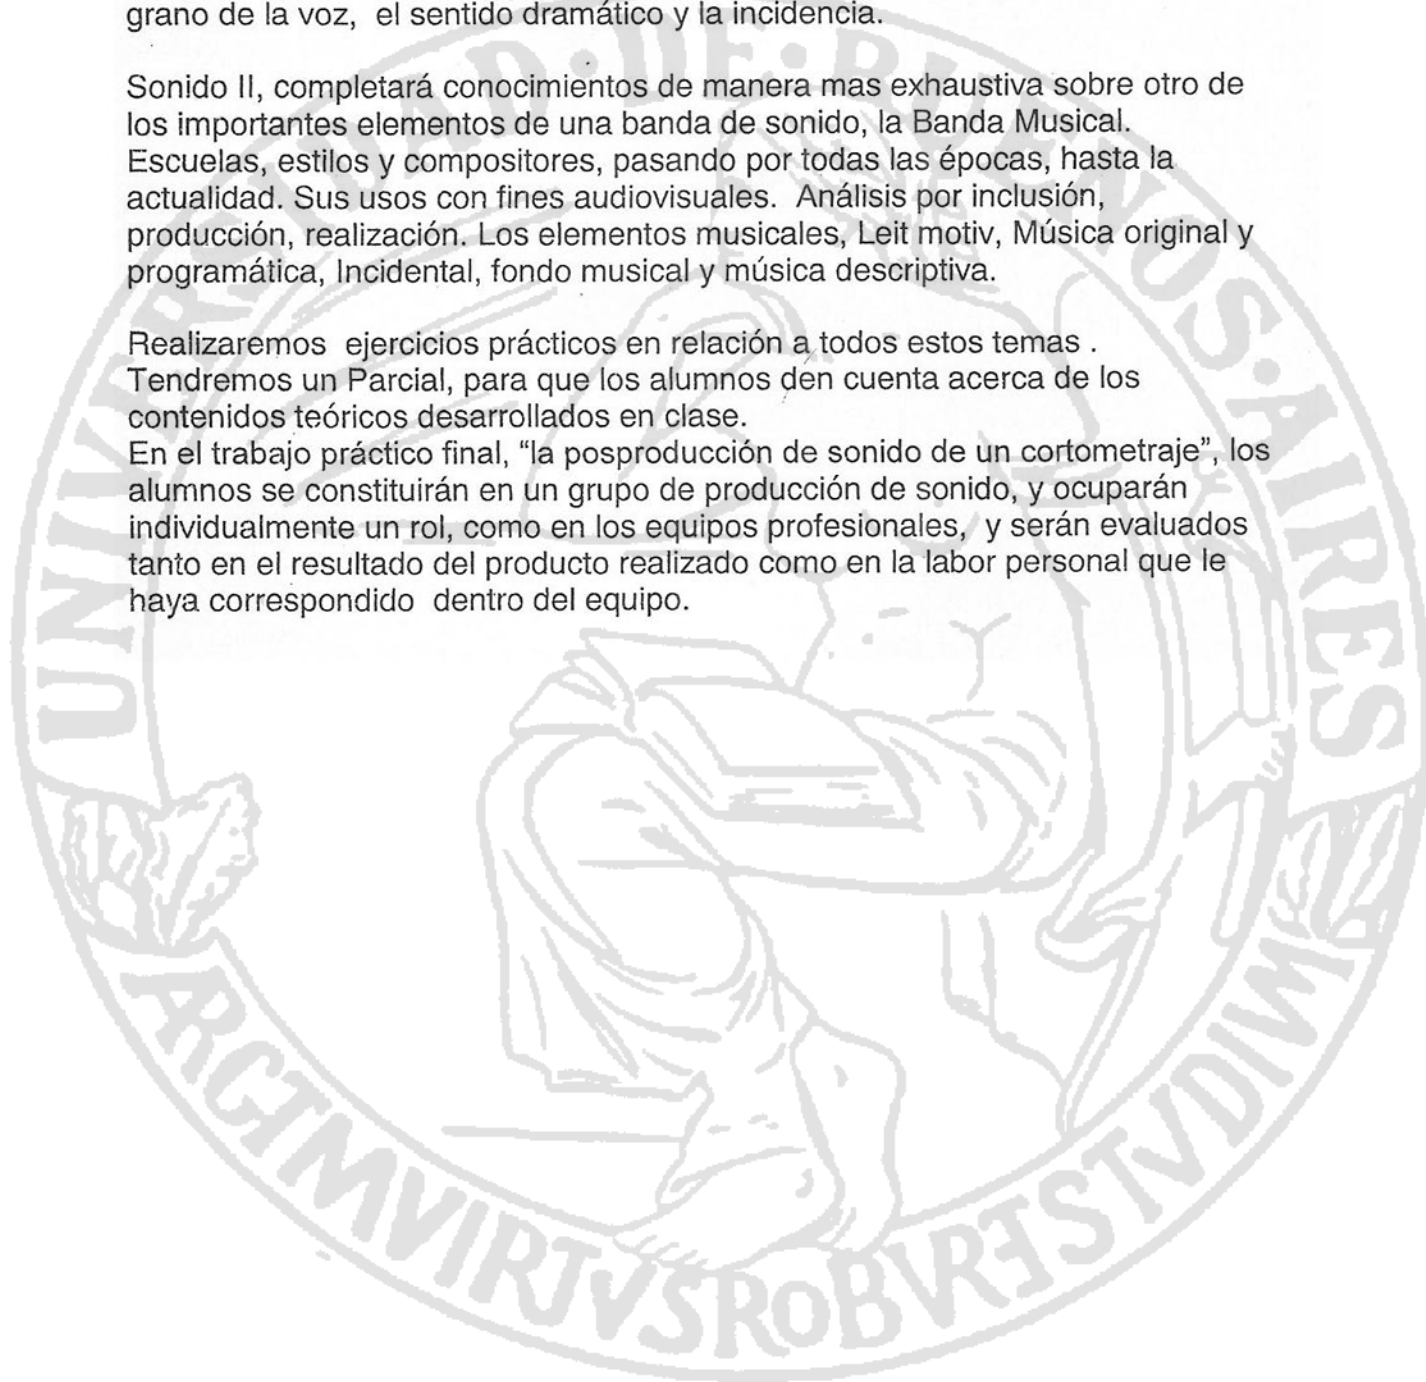 grano de la voz,  el sentido dramático y la incidencia.
Sonido II, completará conocimientos de manera mas exhaustiva sobre otro de
los importantes elementos de una banda de sonido, la Banda Musical.
Escuelas, estilos y compositores, pasando por todas las épocas, hasta la
actualidad. Sus usos con fines audiovisuales.  Análisis por inclusión,
producción, realización. Los elementos musicales, Leit motiv, Música original y
programática, Incidental, fondo musical y música descriptiva.
Realizaremos  ejercicios prácticos en relación a todos estos temas .
Tendremos un Parcial, para que los alumnos den cuenta acerca de los
contenidos teóricos desarrollados en clase.
En el trabajo práctico final, “la posproducción de sonido de un cortometraje”, los
alumnos se constituirán en un grupo de producción de sonido, y ocuparán
individualmente un rol, como en los equipos profesionales,  y serán evaluados
tanto en el resultado del producto realizado como en la labor personal que le
haya correspondido  dentro del equipo.
UNIVERSIDAD·DE·BUENOS·AIRES
ARGT·MVIRTVSROBVRETSTVDIVM